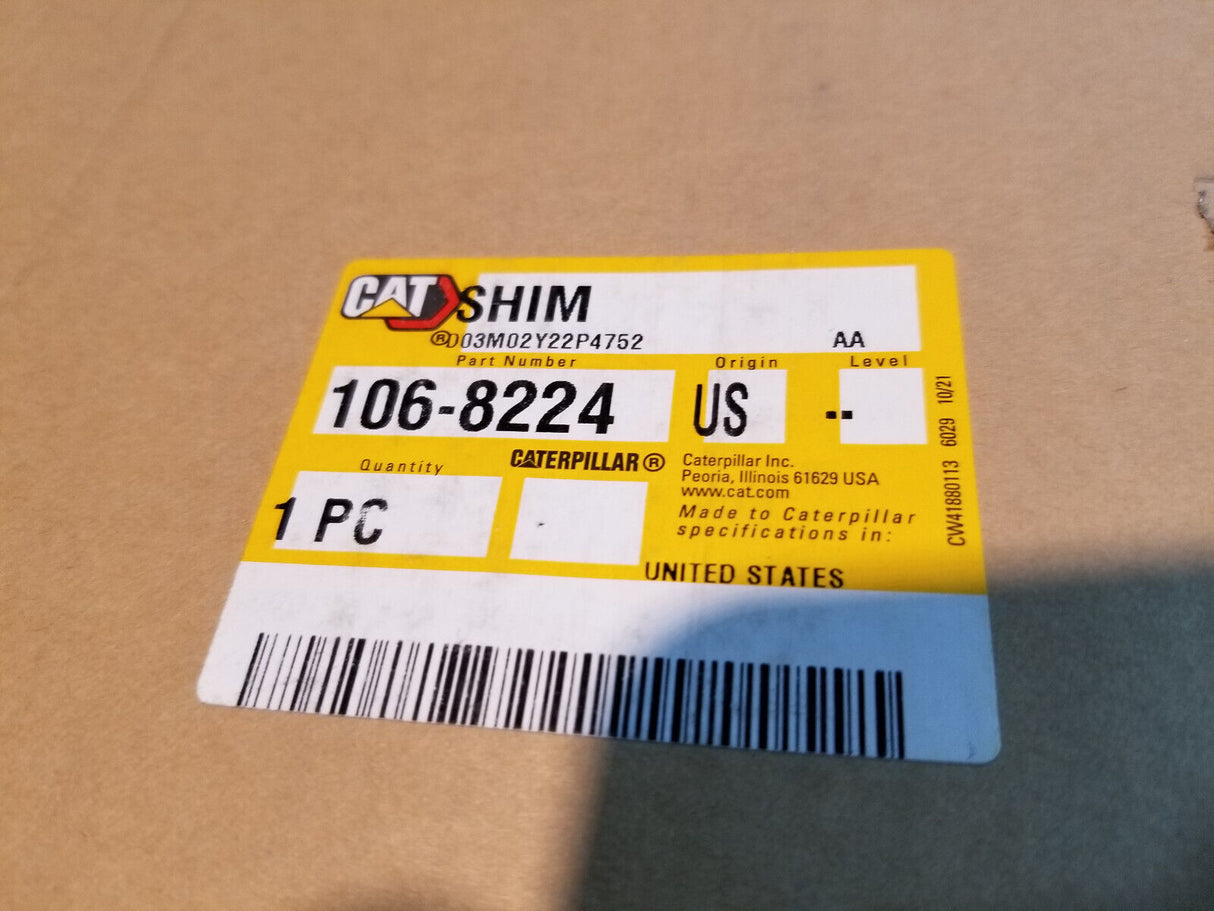 CAT SHIM
®D03M02Y22P4752 AA
Part Number Origin Level
106-8224 US --
Quantity CATERPILLAR®
1 PC
Caterpillar Inc.
Peoria, Illinois 61629 USA
www.cat.com
Made to Caterpillar
specifications in:
UNITED STATES
CW41880113 6029 10/21